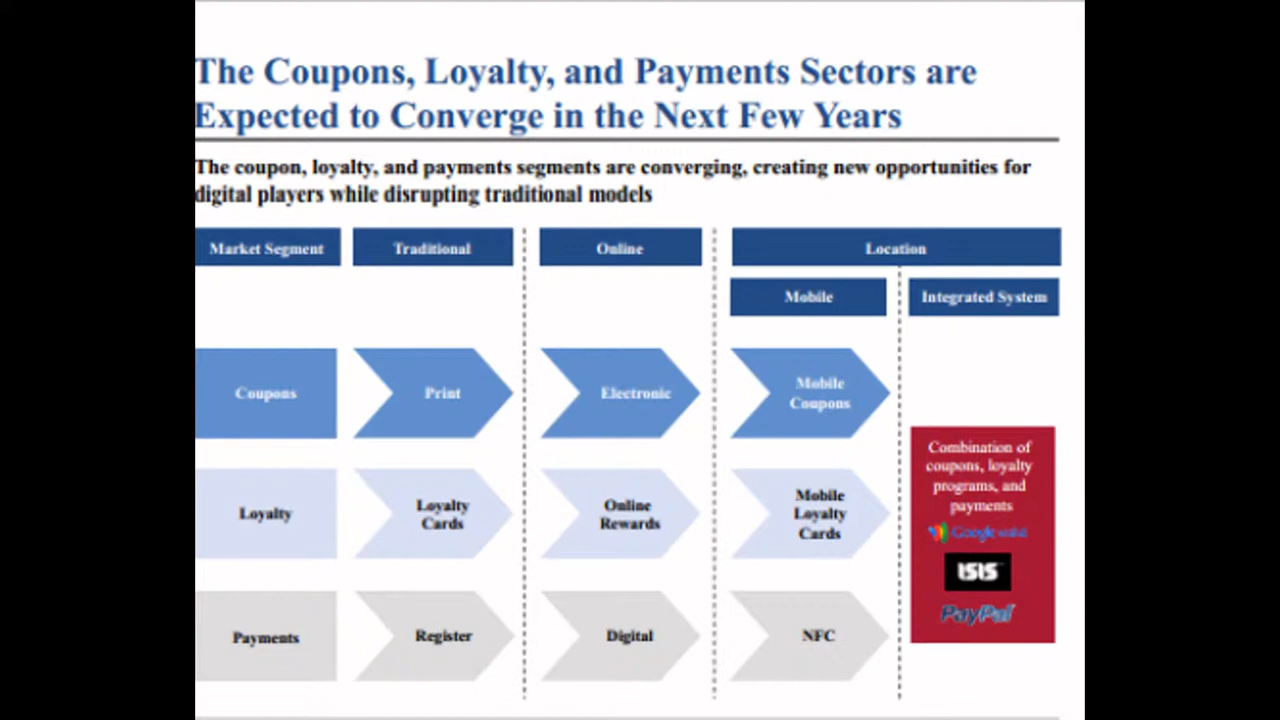 The Coupons, Loyalty, and Payments Sectors are
Expected to Converge in the Next Few Years
The coupon, loyalty, and payments segments are converging, creating new opportunities for
digital players while disrupting traditional models
Market Segment
Traditional
Online
Location
Mobile
Integrated System
Coupons
Print
Electronic
Mobile
Coupons
Loyalty
Loyalty
Cards
Online
Rewards
Mobile
Loyalty
Cards
Payments
Register
Digital
NFC
Combination of
coupons, loyalty
programs, and
payments
Google wallet
ISIS
PayPal